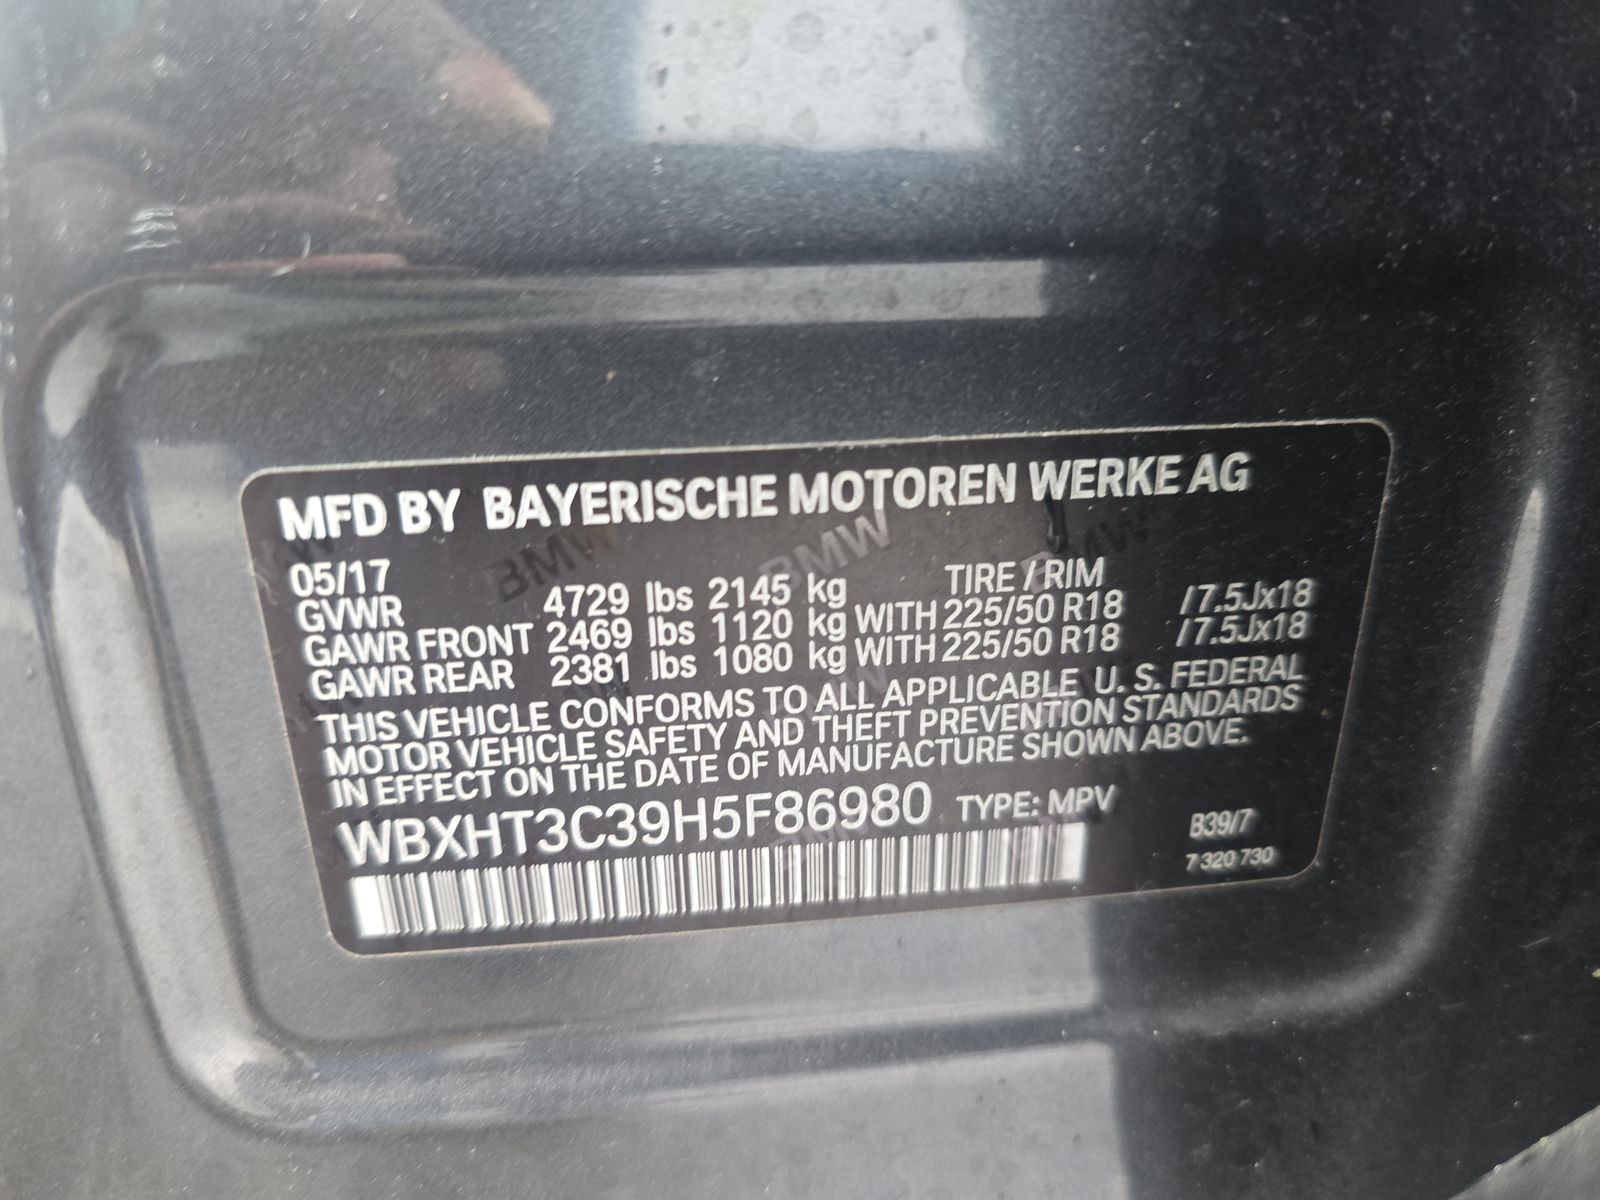 MFD BY BAYERISCHE MOTOREN WERKE AG
05/17 TIRE / RIM
GVWR 4729 lbs 2145 kg
GAWR FRONT 2469 lbs 1120 kg WITH 225/50 R18 / 7.5Jx18
GAWR REAR 2381 lbs 1080 kg WITH 225/50 R18 / 7.5Jx18
THIS VEHICLE CONFORMS TO ALL APPLICABLE U. S. FEDERAL
MOTOR VEHICLE SAFETY AND THEFT PREVENTION STANDARDS
IN EFFECT ON THE DATE OF MANUFACTURE SHOWN ABOVE.
WBXHT3C39H5F86980 TYPE: MPV
B39/7
7 320 730
BMW BMW BMW